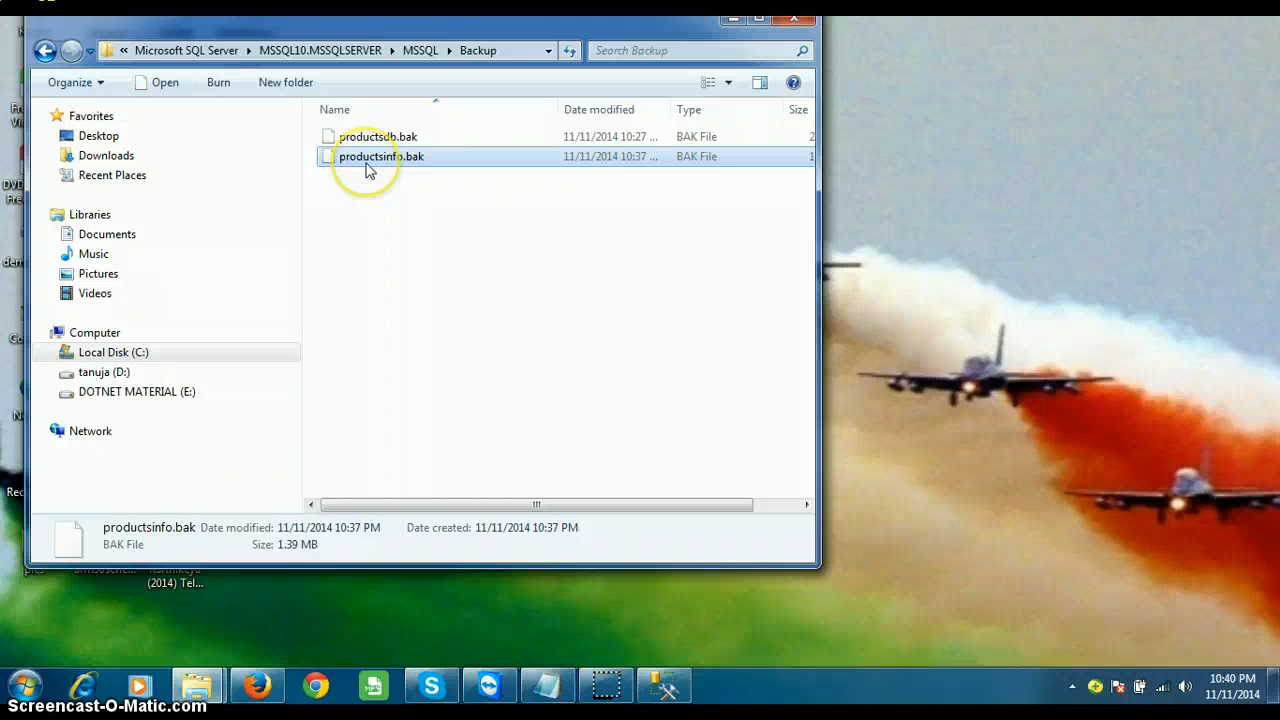 « Microsoft SQL Server MSSQL10.MSSQLSERVER MSSQL Backup Search Backup
Organize Open Burn New folder
Name Date modified Type Size
Favorites
Desktop
Downloads
Recent Places
Libraries
Documents
Music
Pictures
Videos
Computer
Local Disk (C:)
tanuja (D:)
DOTNET MATERIAL (E:)
Network
productsdb.bak 11/11/2014 10:27 ... BAK File 2
productsinfo.bak 11/11/2014 10:37 ... BAK File 1
productsinfo.bak Date modified: 11/11/2014 10:37 PM Date created: 11/11/2014 10:37 PM
BAK File Size: 1.39 MB
(2014) Tel...
MP3
10:40 PM
11/11/2014
Screencast-O-Matic.com